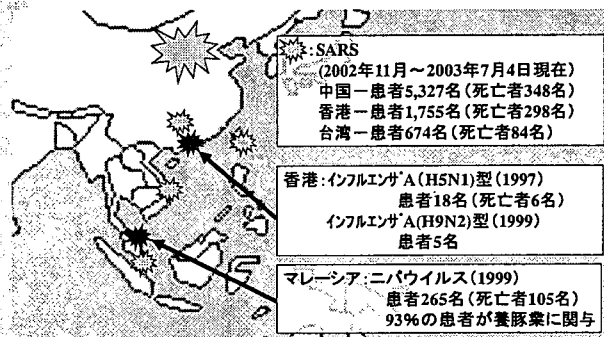 :SARS
(2002年11月～2003年7月4日現在)
中国－患者5,327名(死亡者348名)
香港－患者1,755名(死亡者298名)
台湾－患者674名(死亡者84名)
香港:インフルエンザA(H5N1)型(1997)
患者18名(死亡者6名)
インフルエンザA(H9N2)型(1999)
患者5名
マレーシア:ニパウイルス(1999)
患者265名(死亡者105名)
93%の患者が養豚業に関与